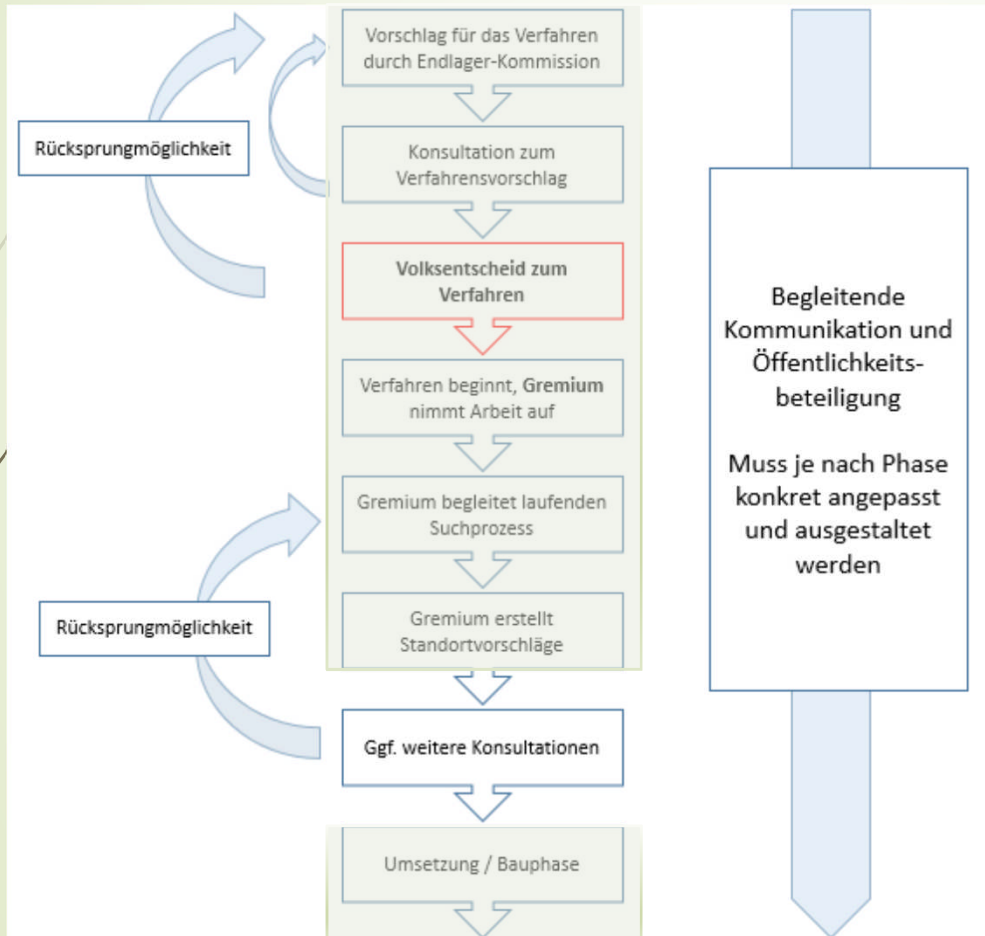 Vorschlag für das Verfahren
durch Endlager-Kommission
Rücksprungmöglichkeit
Konsultation zum
Verfahrensvorschlag
Volksentscheid zum
Verfahren
Verfahren beginnt, Gremium
nimmt Arbeit auf
Gremium begleitet laufenden
Suchprozess
Rücksprungmöglichkeit
Gremium erstellt
Standortvorschläge
Ggf. weitere Konsultationen
Umsetzung / Bauphase
Begleitende
Kommunikation und
Öffentlichkeits-
beteiligung
Muss je nach Phase
konkret angepasst
und ausgestaltet
werden